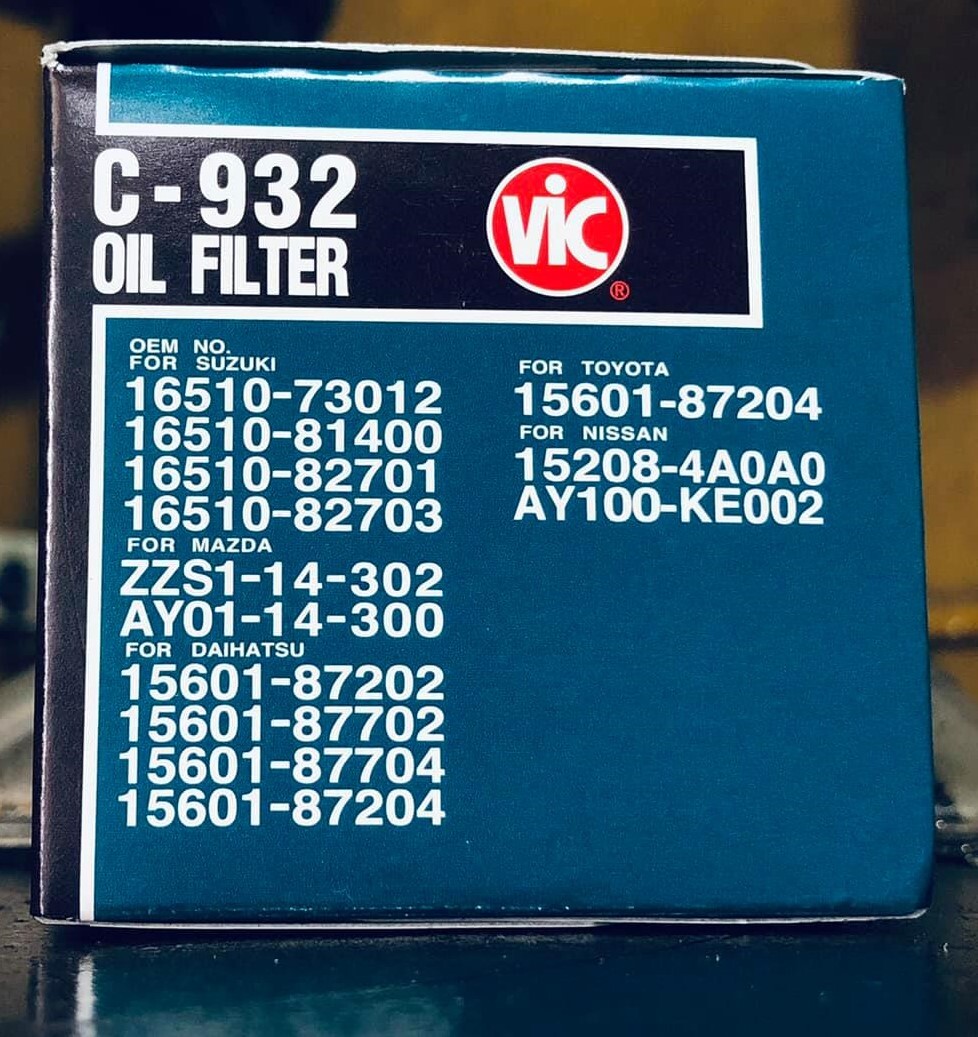 C-932
OIL FILTER
VIC
®
OEM NO.
FOR SUZUKI
16510-73012
16510-81400
16510-82701
16510-82703
FOR MAZDA
ZZS1-14-302
AY01-14-300
FOR DAIHATSU
15601-87202
15601-87702
15601-87704
15601-87204
FOR TOYOTA
15601-87204
FOR NISSAN
15208-4A0A0
AY100-KE002